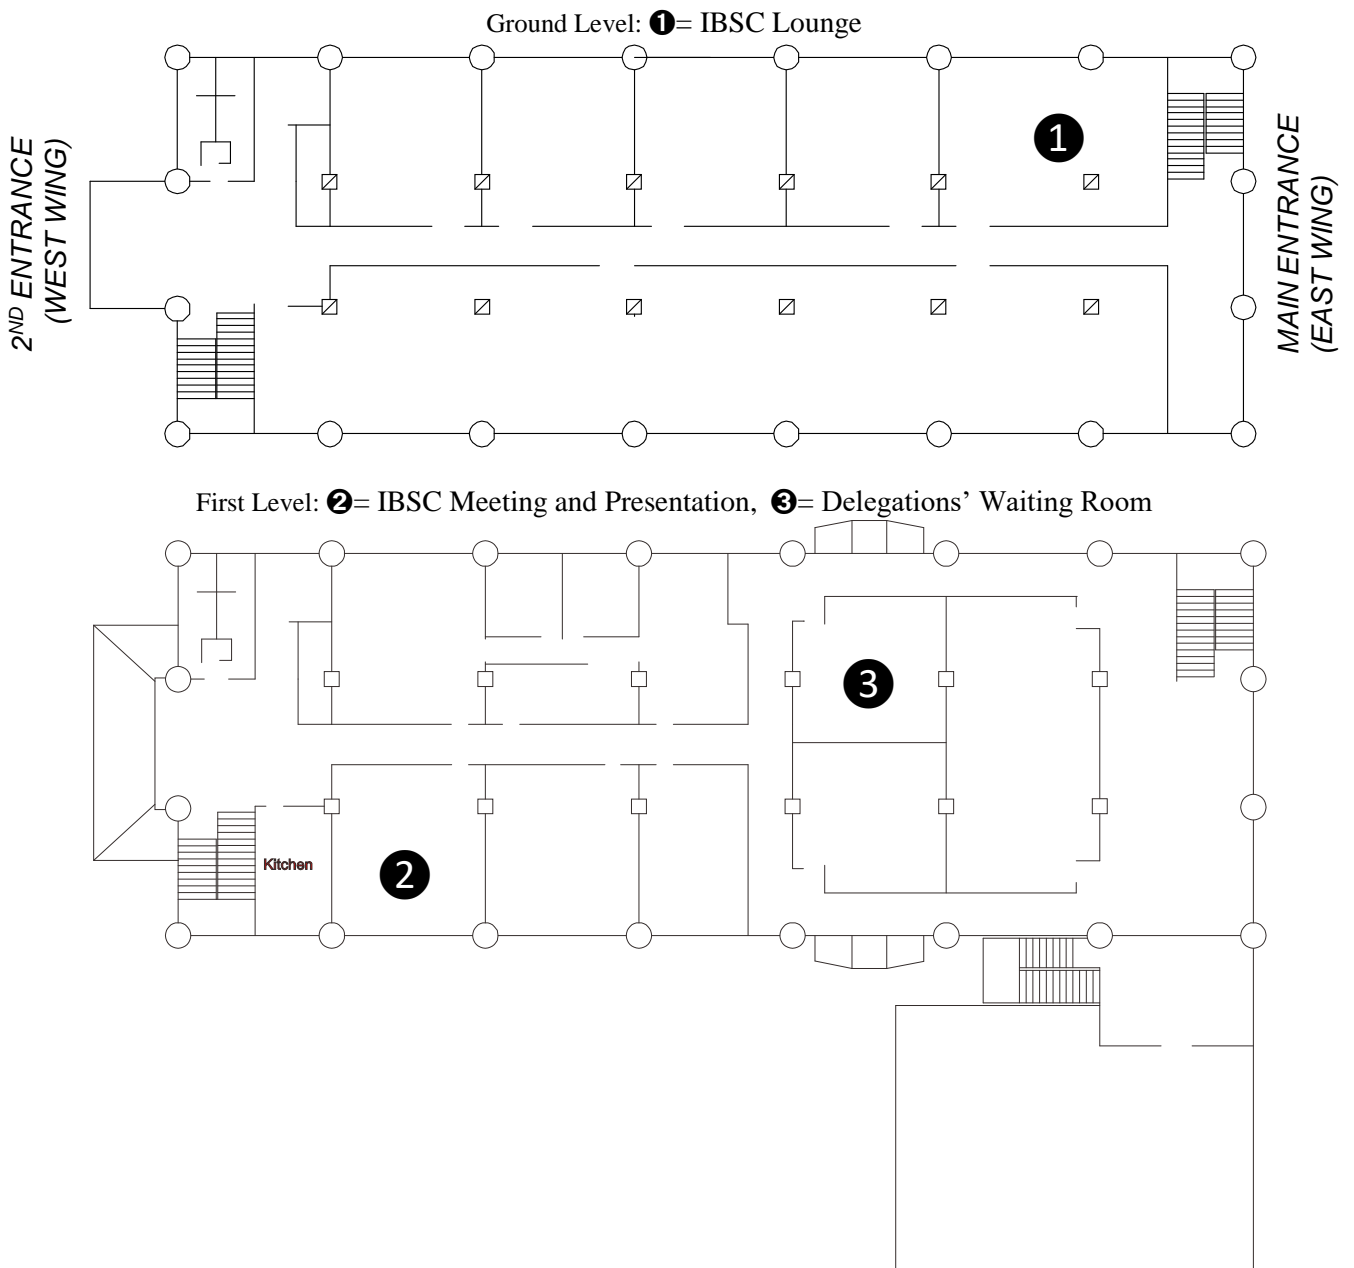 Ground Level: ❶= IBSC Lounge
2ND ENTRANCE
(WEST WING)
1
MAIN ENTRANCE
(EAST WING)
First Level: ❷= IBSC Meeting and Presentation, ❸= Delegations’ Waiting Room
3
Kitchen
2